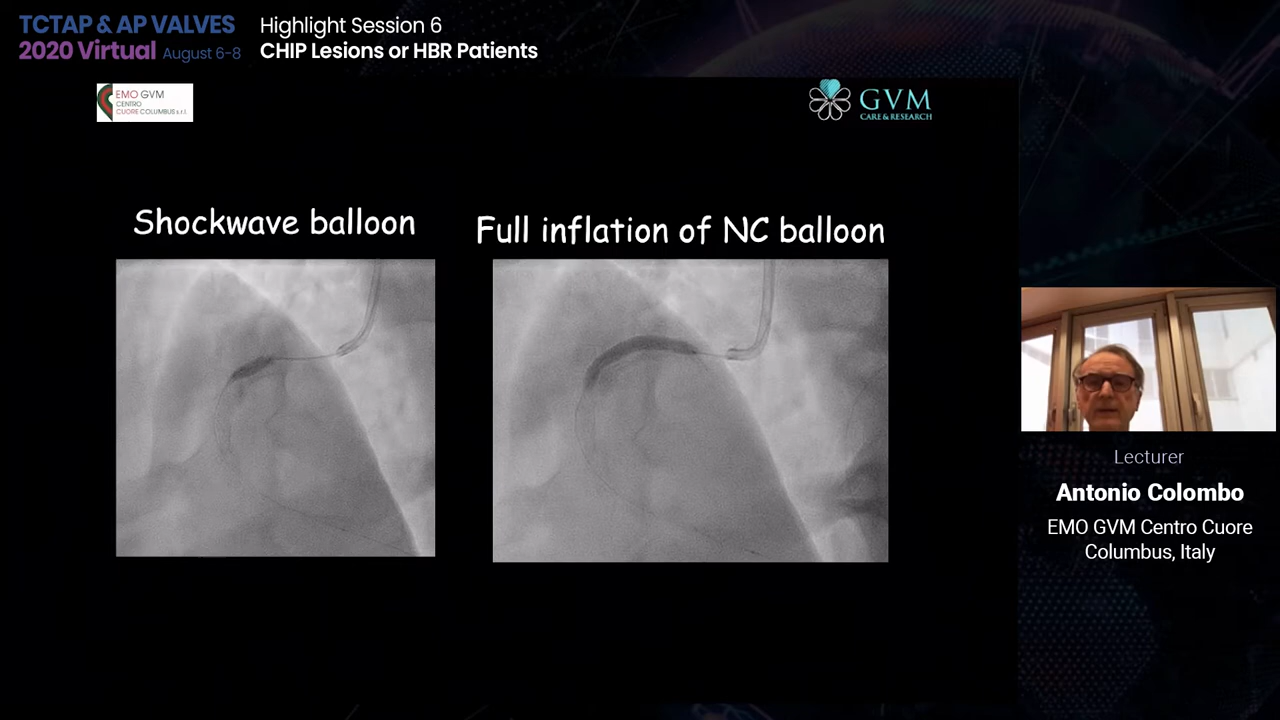 TCTAP & AP VALVES
2020 Virtual August 6-8
Highlight Session 6
CHIP Lesions or HBR Patients
EMO GVM
CENTRO
CUORE COLUMBUS s.r.l.
GVM
CARE & RESEARCH
Shockwave balloon
Full inflation of NC balloon
Lecturer
Antonio Colombo
EMO GVM Centro Cuore
Columbus, Italy